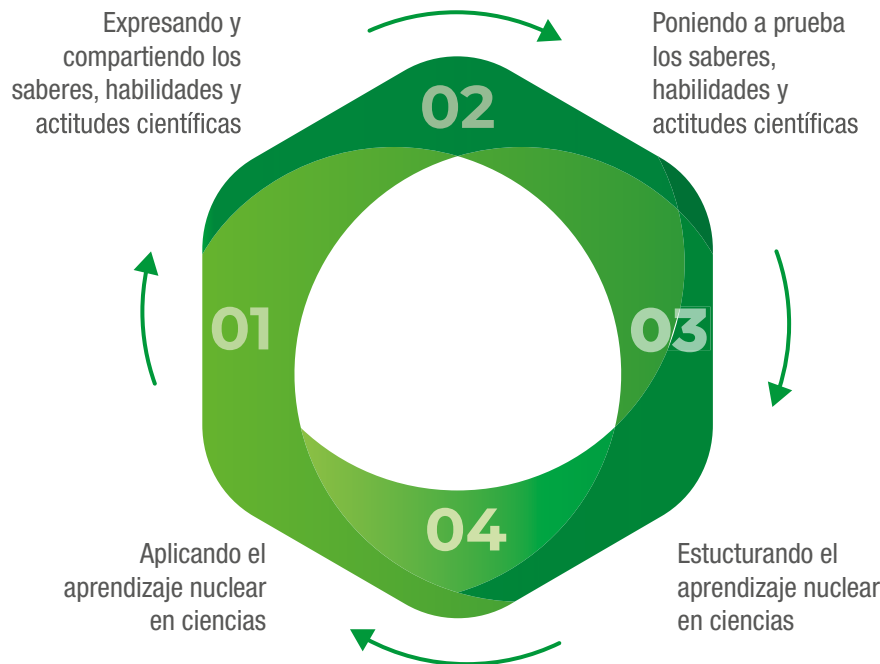 Expresando y
compartiendo los
saberes, habilidades y
actitudes científicas
02
Poniendo a prueba
los saberes,
habilidades y
actitudes científicas
01
03
04
Aplicando el
aprendizaje nuclear
en ciencias
Estucturando el
aprendizaje nuclear
en ciencias